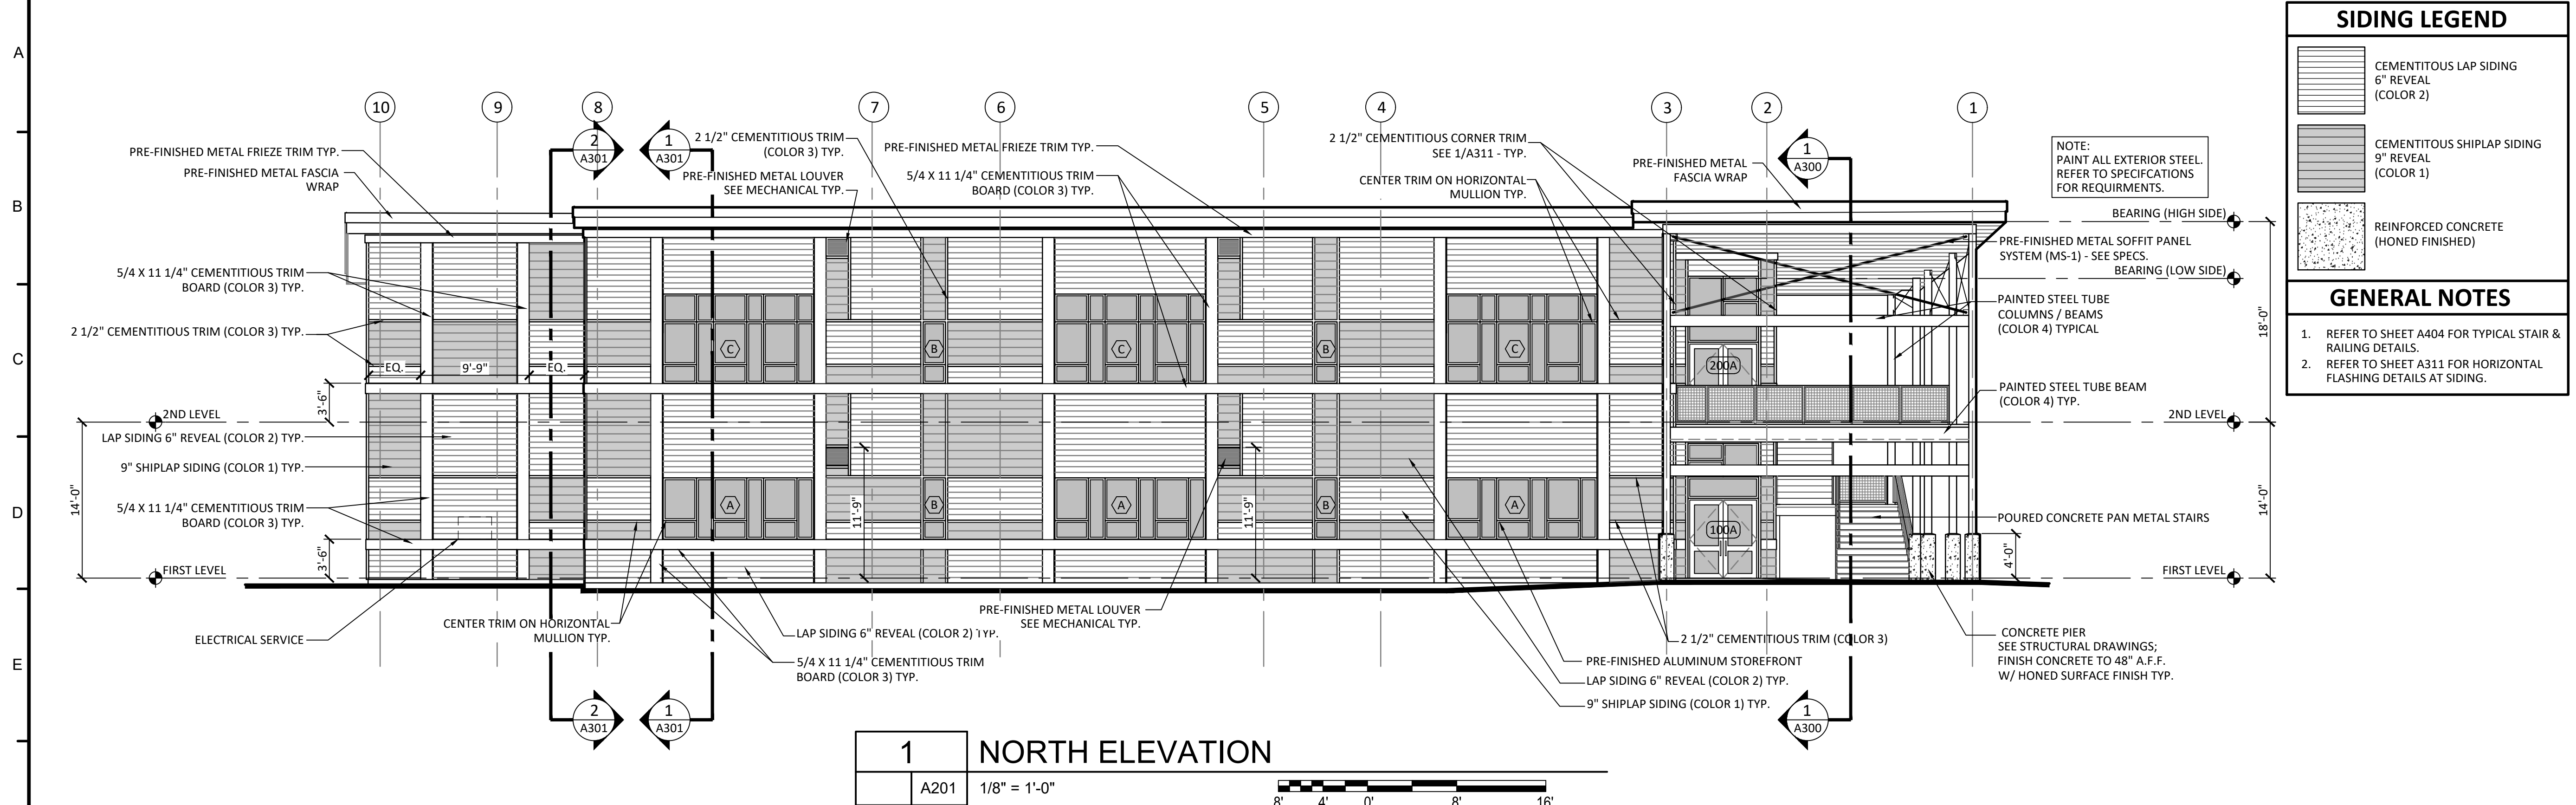 A
B
C
D
E
10
9
8
7
6
5
4
3
2
1
2
A301
1
A301
1
A300
PRE-FINISHED METAL FRIEZE TRIM TYP.
PRE-FINISHED METAL FASCIA
WRAP
5/4 X 11 1/4" CEMENTITIOUS TRIM
BOARD (COLOR 3) TYP.
2 1/2" CEMENTITIOUS TRIM (COLOR 3) TYP.
EQ.
9'-9"
EQ.
3'-6"
2ND LEVEL
LAP SIDING 6" REVEAL (COLOR 2) TYP.
9" SHIPLAP SIDING (COLOR 1) TYP.
14'-0"
5/4 X 11 1/4" CEMENTITIOUS TRIM
BOARD (COLOR 3) TYP.
3'-6"
FIRST LEVEL
ELECTRICAL SERVICE
2 1/2" CEMENTITIOUS TRIM
(COLOR 3) TYP.
PRE-FINISHED METAL LOUVER
SEE MECHANICAL TYP.
PRE-FINISHED METAL FRIEZE TRIM TYP.
5/4 X 11 1/4" CEMENTITIOUS TRIM
BOARD (COLOR 3) TYP.
2 1/2" CEMENTITIOUS CORNER TRIM
SEE 1/A311 - TYP.
CENTER TRIM ON HORIZONTAL
MULLION TYP.
PRE-FINISHED METAL
FASCIA WRAP
NOTE:
PAINT ALL EXTERIOR STEEL.
REFER TO SPECIFCATIONS
FOR REQUIRMENTS.
BEARING (HIGH SIDE)
PRE-FINISHED METAL SOFFIT PANEL
SYSTEM (MS-1) - SEE SPECS.
BEARING (LOW SIDE)
PAINTED STEEL TUBE
COLUMNS / BEAMS
(COLOR 4) TYPICAL
18'-0"
PAINTED STEEL TUBE BEAM
(COLOR 4) TYP.
2ND LEVEL
14'-0"
POURED CONCRETE PAN METAL STAIRS
4'-0"
FIRST LEVEL
C
B
C
B
C
200A
A
B
A
B
A
100A
11'-9"
11'-9"
CENTER TRIM ON HORIZONTAL
MULLION TYP.
LAP SIDING 6" REVEAL (COLOR 2) TYP.
5/4 X 11 1/4" CEMENTITIOUS TRIM
BOARD (COLOR 3) TYP.
PRE-FINISHED METAL LOUVER
SEE MECHANICAL TYP.
2 1/2" CEMENTITIOUS TRIM (COLOR 3)
PRE-FINISHED ALUMINUM STOREFRONT
LAP SIDING 6" REVEAL (COLOR 2) TYP.
9" SHIPLAP SIDING (COLOR 1) TYP.
CONCRETE PIER
SEE STRUCTURAL DRAWINGS;
FINISH CONCRETE TO 48" A.F.F.
W/ HONED SURFACE FINISH TYP.
2
A301
1
A301
1
A300
1
NORTH ELEVATION
A201
1/8" = 1'-0"
8' 4' 0' 8' 16'
SIDING LEGEND
CEMENTITOUS LAP SIDING
6" REVEAL
(COLOR 2)
CEMENTITOUS SHIPLAP SIDING
9" REVEAL
(COLOR 1)
REINFORCED CONCRETE
(HONED FINISHED)
GENERAL NOTES
1. REFER TO SHEET A404 FOR TYPICAL STAIR &
RAILING DETAILS.
2. REFER TO SHEET A311 FOR HORIZONTAL
FLASHING DETAILS AT SIDING.